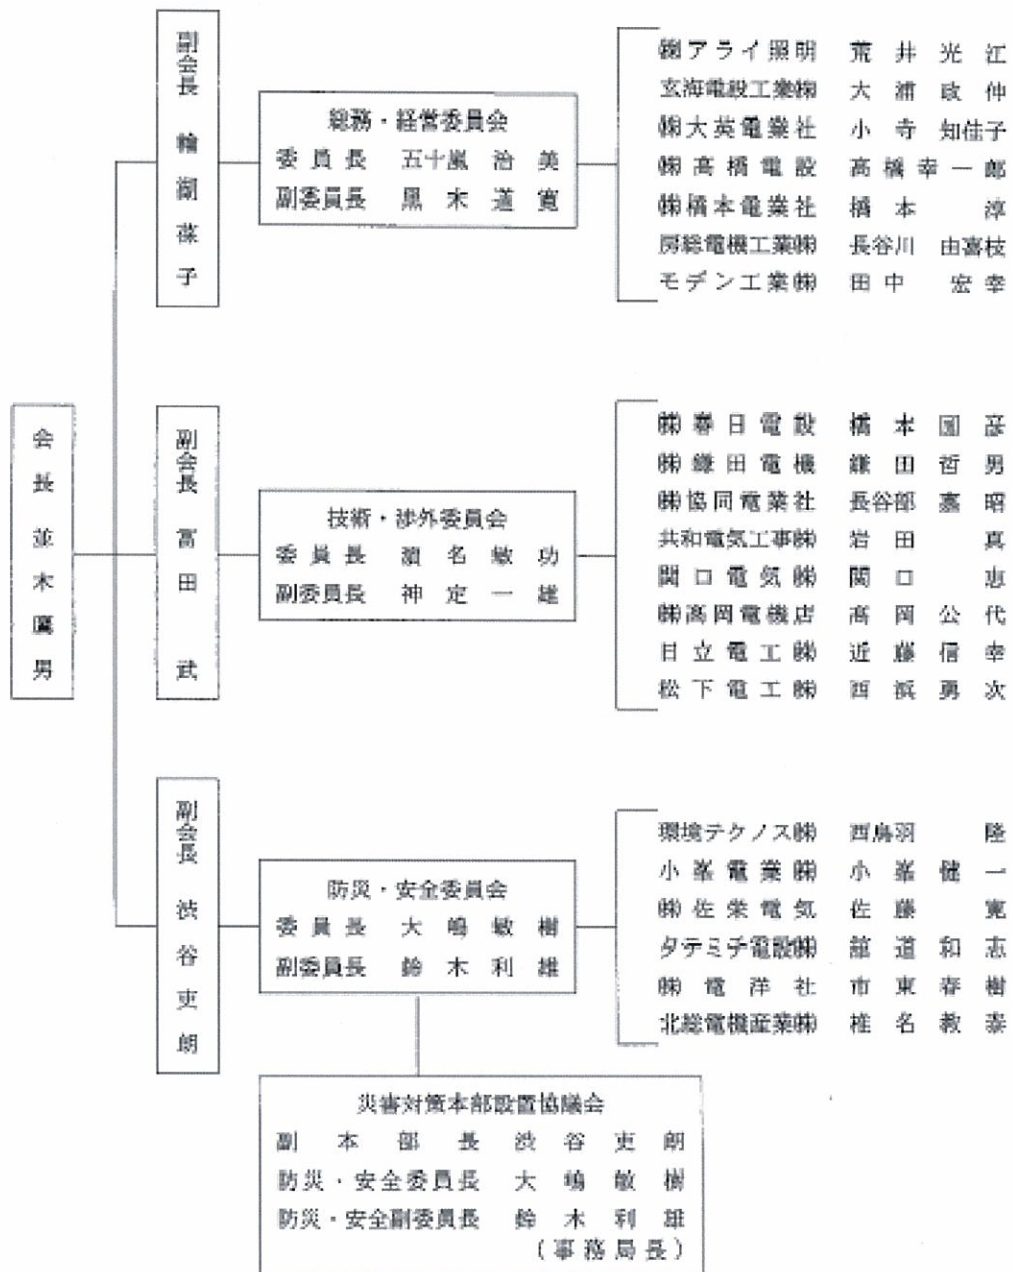 会長 並木鷹男
副会長 輪湖葆子
総務・経営委員会
委員長 五十嵐治美
副委員長 黒木道寛
㈱アライ照明 荒井光江
玄海電設工業㈱ 大浦政仲
㈱大英電業社 小寺知佳子
㈱髙橋電設 髙橋幸一郎
㈱橋本電業社 橋本淳
房総電機工業㈱ 長谷川由喜枝
モデン工業㈱ 田中宏幸
副会長 富田武
技術・渉外委員会
委員長 濵名敏功
副委員長 神定一雄
㈱春日電設 橋本圀彦
㈱鎌田電機 鎌田哲男
㈱協同電業社 長谷部嘉昭
共和電気工事㈱ 岩田真
関口電気㈱ 関口恵
㈱髙岡電機店 髙岡公代
日立電工㈱ 近藤信幸
松下電工㈱ 西浜勇次
副会長 渋谷吏朗
防災・安全委員会
委員長 大嶋敏樹
副委員長 鈴木利雄
環境テクノス㈱ 西鳥羽隆
小峯電業㈱ 小峯健一
㈱佐栄電気 佐藤寛
タテミチ電設㈱ 舘道和志
㈱電洋社 市東春樹
北総電機産業㈱ 椎名教泰
災害対策本部設置協議会
副本部長 渋谷吏朗
防災・安全委員長 大嶋敏樹
防災・安全副委員長 鈴木利雄
(事務局長)